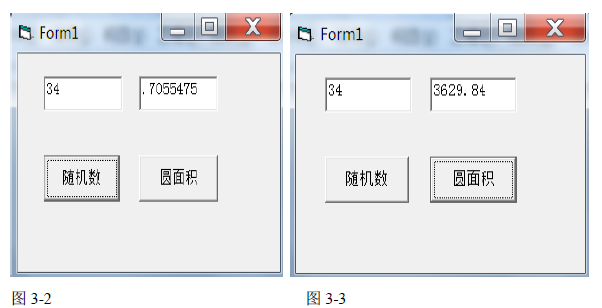 Form1
34 .7055475
随机数 圆面积
Form1
34 3629.84
随机数 圆面积
图 3-2
图 3-3